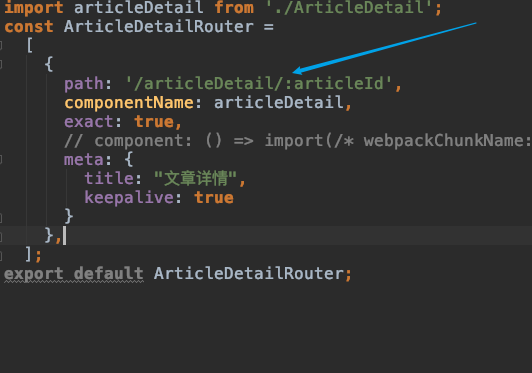 import articleDetail from './ArticleDetail';
const ArticleDetailRouter =
[
{
path: '/articleDetail/:articleId',
componentName: articleDetail,
exact: true,
// component: () => import(/* webpackChunkName:
meta: {
title: "文章详情",
keepalive: true
}
},
];
export default ArticleDetailRouter;